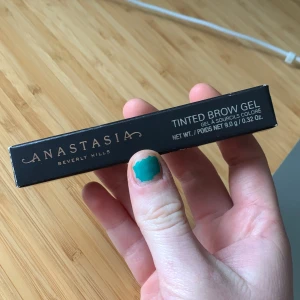 ANASTASIA
BEVERLY HILLS
TINTED BROW GEL
GEL À SOURCILS COLORÉ
NET WT. / POIDS NET 9.0 g / 0.32 Oz.